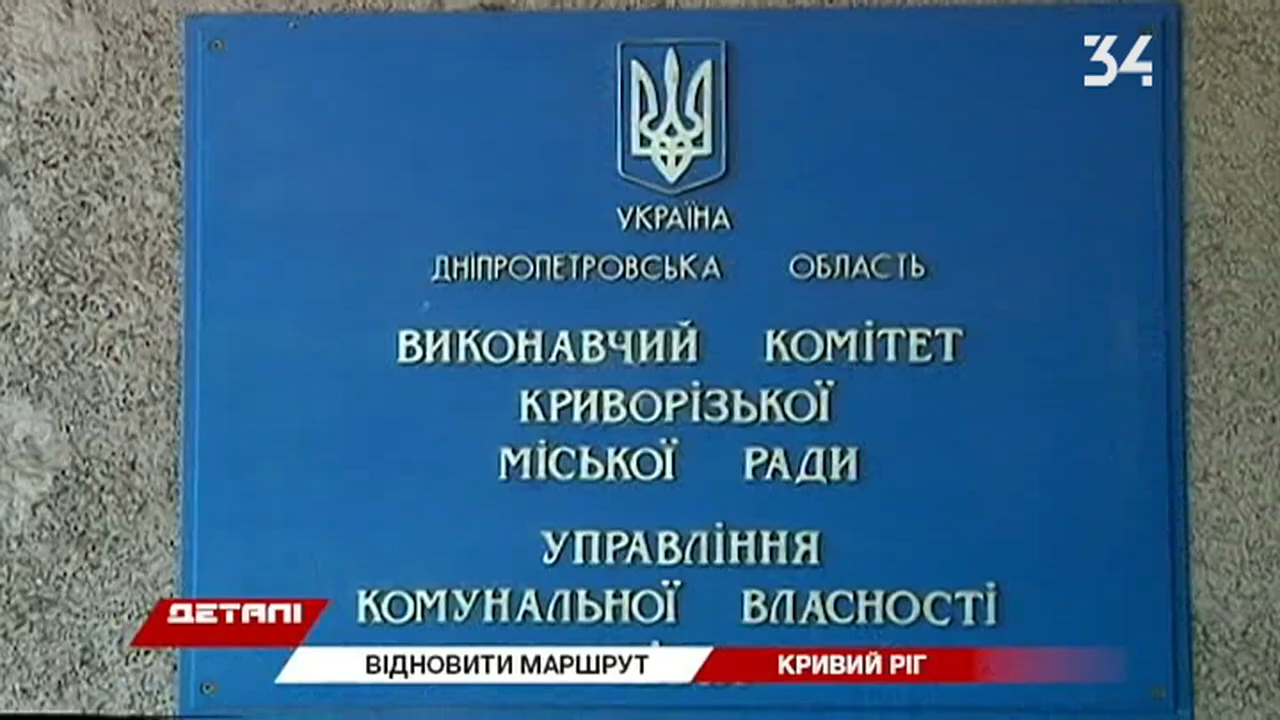 34
УКРАЇНА
ДНІПРОПЕТРОВСЬКА ОБЛАСТЬ
ВИКОНАВЧИЙ КОМІТЕТ
КРИВОРІЗЬКОЇ
МІСЬКОЇ РАДИ
УПРАВЛІННЯ
КОМУНАЛЬНОЇ ВЛАСНОСТІ
ДЕТАЛІ
ВІДНОВИТИ МАРШРУТ КРИВИЙ РІГ